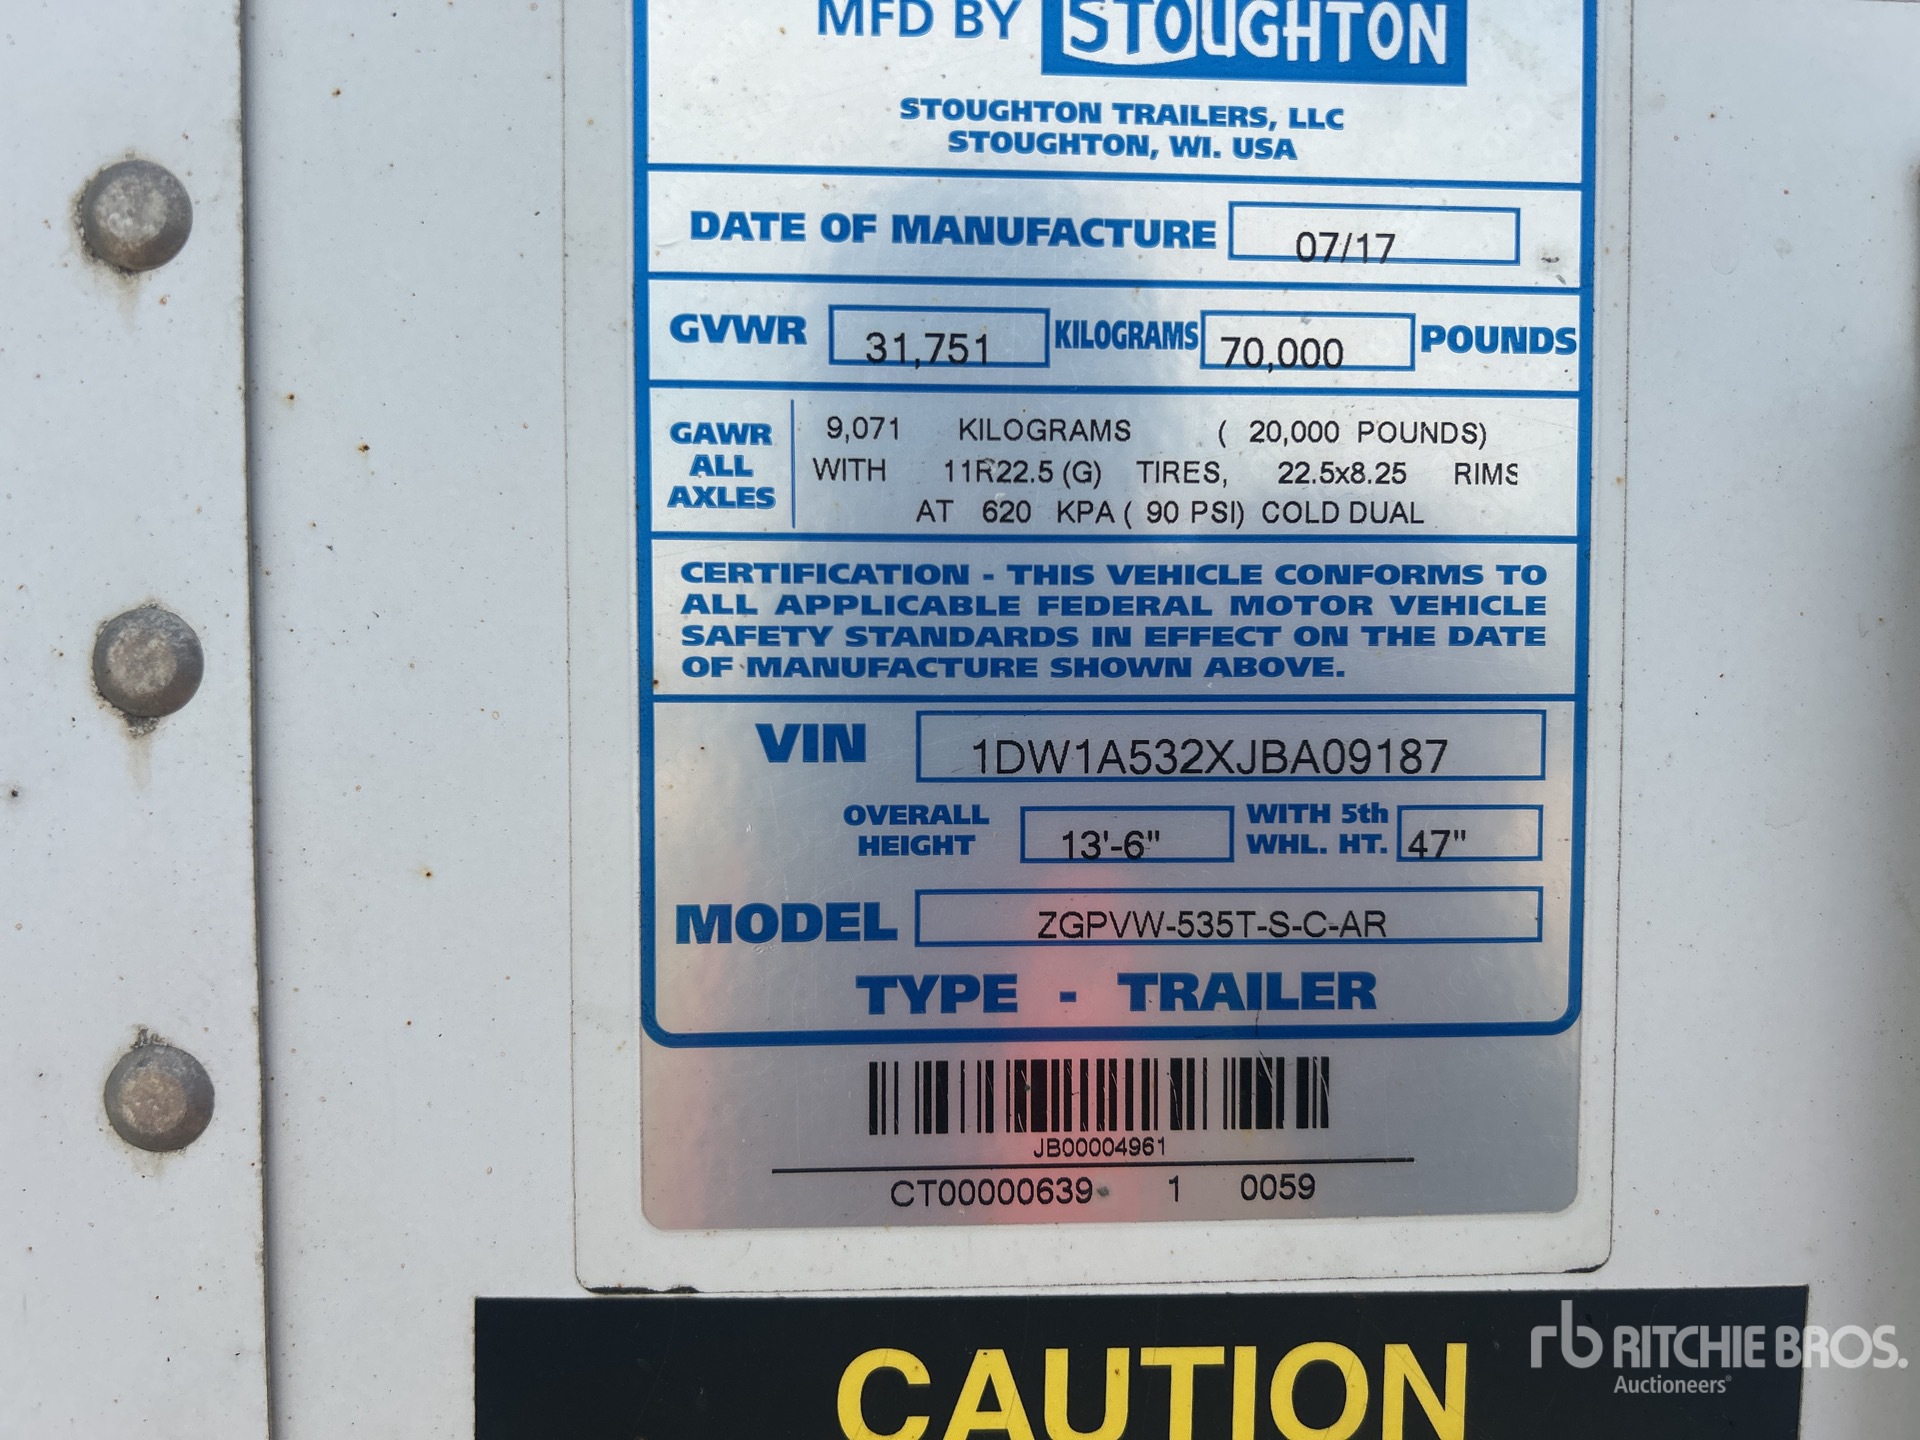 MFD BY STOUGHTON
STOUGHTON TRAILERS, LLC
STOUGHTON, WI. USA
DATE OF MANUFACTURE 07/17
GVWR 31,751 KILOGRAMS 70,000 POUNDS
GAWR ALL AXLES
9,071 KILOGRAMS ( 20,000 POUNDS)
WITH 11R22.5 (G) TIRES, 22.5x8.25 RIMS
AT 620 KPA ( 90 PSI) COLD DUAL
CERTIFICATION - THIS VEHICLE CONFORMS TO
ALL APPLICABLE FEDERAL MOTOR VEHICLE
SAFETY STANDARDS IN EFFECT ON THE DATE
OF MANUFACTURE SHOWN ABOVE.
VIN 1DW1A532XJBA09187
OVERALL HEIGHT 13'-6" WITH 5th WHL. HT. 47"
MODEL ZGPVW-535T-S-C-AR
TYPE - TRAILER
JB00004961
CT00000639 1 0059
CAUTION
rb RITCHIE BROS.
Auctioneers